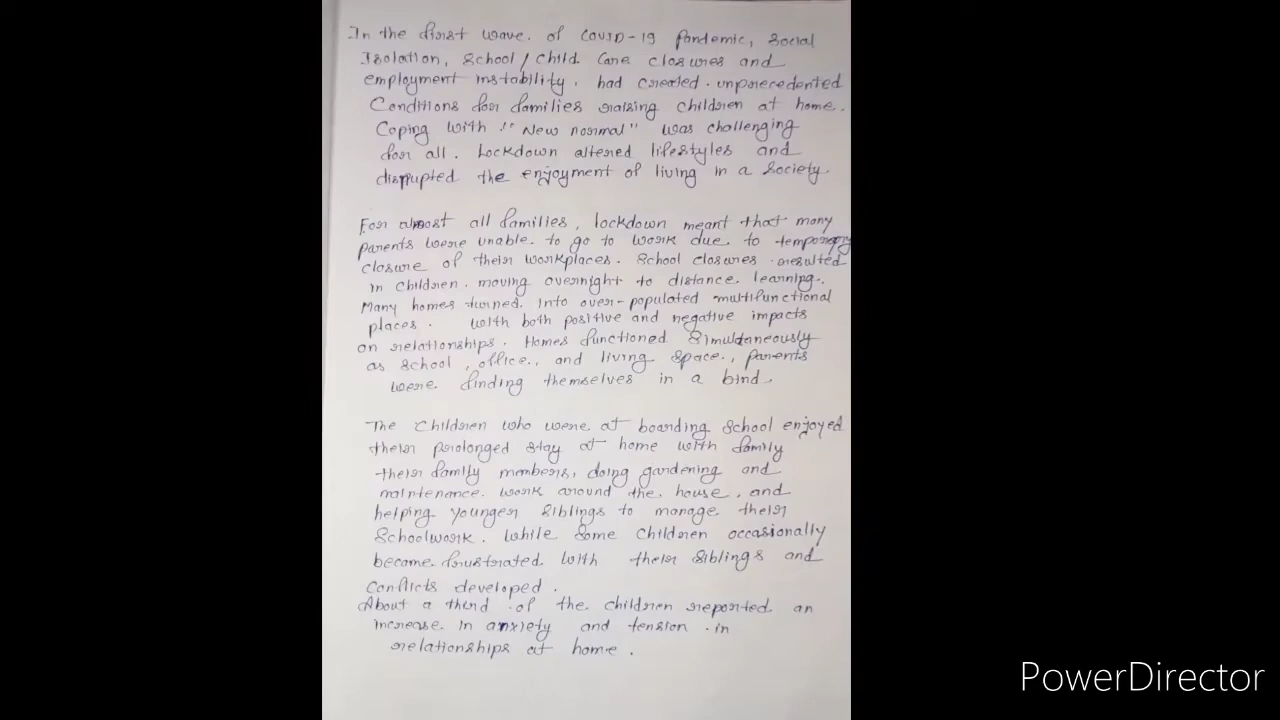 In the first wave. of COVID-19 Pandemic, Social
Isolation, School/child. Care closures and
employment instability. had created. unprecedented
Conditions for families raising children at home.
Coping with "New normal" was challenging
for all. Lockdown altered lifestyles and
disrupted the enjoyment of living in a society
For almost all families, lockdown meant that many
parents were unable. to go to work due. to temporary
closure of their workplaces. School closures resulted
in children. moving overnight to distance. learning.
Many homes turned. into over-populated multifunctional
places. with both positive and negative impacts
on relationships. Homes functioned Simultaneously
as school, office, and living space., parents
were. finding themselves in a bind.
The Children who were at boarding School enjoyed
their prolonged stay at home with family
their family members, doing gardening and
maintenance. work around the. house, and
helping younger siblings to manage their
Schoolwork. While some children occasionally
became. frustrated with their siblings and
Conflicts developed.
About a third of the children reported an
increase. in anxiety and tension in
relationships at home.
PowerDirector